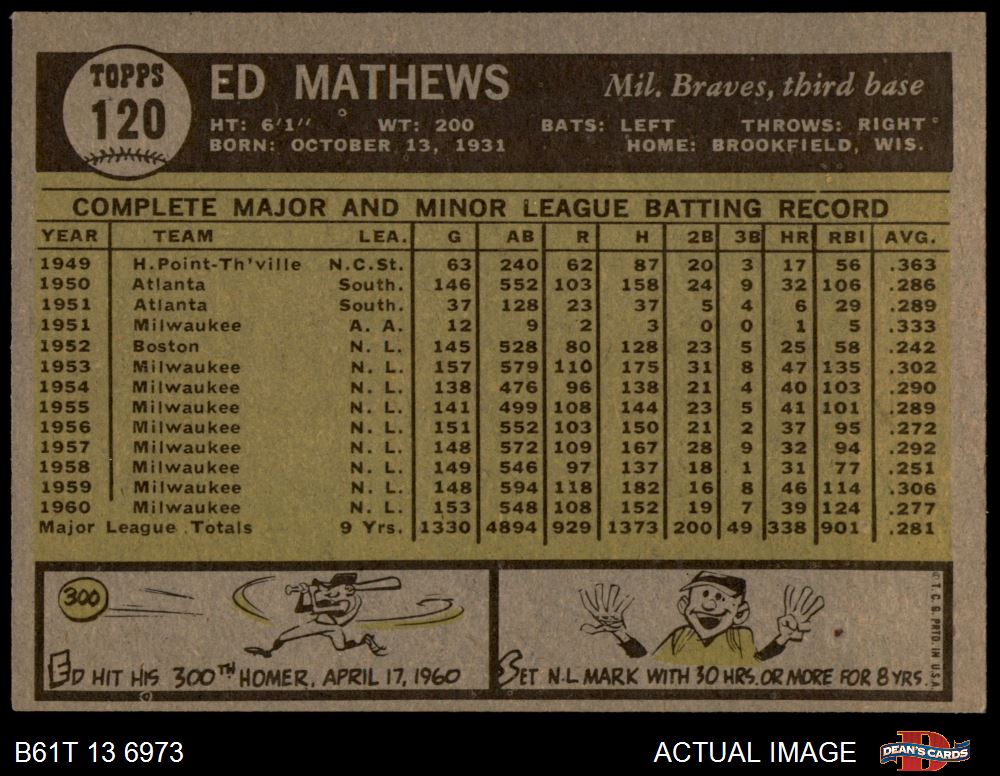 TOPPS
120
ED MATHEWS Mil. Braves, third base
HT: 6'1" WT: 200 BATS: LEFT THROWS: RIGHT
BORN: OCTOBER 13, 1931 HOME: BROOKFIELD, WIS.
COMPLETE MAJOR AND MINOR LEAGUE BATTING RECORD
YEAR TEAM LEA. G AB R H 2B 3B HR RBI AVG.
1949 H.Point-Th'ville N.C.St. 63 240 62 87 20 3 17 56 .363
1950 Atlanta South. 146 552 103 158 24 9 32 106 .286
1951 Atlanta South. 37 128 23 37 5 4 6 29 .289
1951 Milwaukee A. A. 12 9 2 3 0 0 1 5 .333
1952 Boston N. L. 145 528 80 128 23 5 25 58 .242
1953 Milwaukee N. L. 157 579 110 175 31 8 47 135 .302
1954 Milwaukee N. L. 138 476 96 138 21 4 40 103 .290
1955 Milwaukee N. L. 141 499 108 144 23 5 41 101 .289
1956 Milwaukee N. L. 151 552 103 150 21 2 37 95 .272
1957 Milwaukee N. L. 148 572 109 167 28 9 32 94 .292
1958 Milwaukee N. L. 149 546 97 137 18 1 31 77 .251
1959 Milwaukee N. L. 148 594 118 182 16 8 46 114 .306
1960 Milwaukee N. L. 153 548 108 152 19 7 39 124 .277
Major League Totals 9 Yrs. 1330 4894 929 1373 200 49 338 901 .281
300
ED HIT HIS 300TH HOMER, APRIL 17, 1960
SET N.L MARK WITH 30 HRS. OR MORE FOR 8 YRS.
© T. C. G. PRTD. IN U.S.A.
B61T 13 6973 ACTUAL IMAGE
DEAN'S CARDS